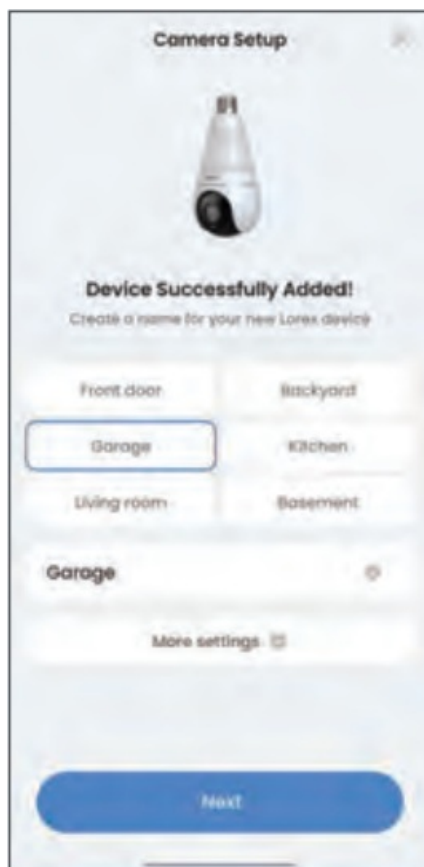 Camera Setup
Device Successfully Added!
Create a name for your new Lorex device
Front door Backyard
Garage Kitchen
Living room Basement
Garage
More settings
Next